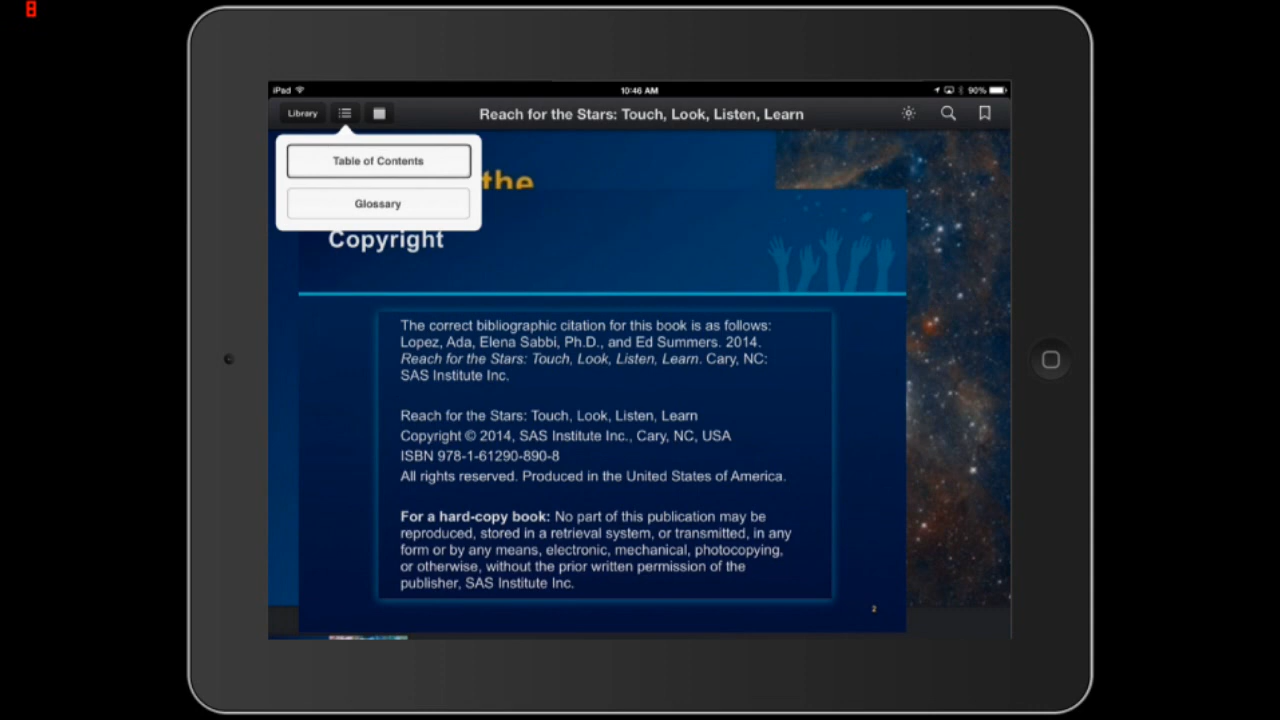 8
iPad 10:46 AM 90%
Library Reach for the Stars: Touch, Look, Listen, Learn
Table of Contents
the
Glossary
Copyright
The correct bibliographic citation for this book is as follows:
Lopez, Ada, Elena Sabbi, Ph.D., and Ed Summers. 2014.
Reach for the Stars: Touch, Look, Listen, Learn. Cary, NC:
SAS Institute Inc.
Reach for the Stars: Touch, Look, Listen, Learn
Copyright © 2014, SAS Institute Inc., Cary, NC, USA
ISBN 978-1-61290-890-8
All rights reserved. Produced in the United States of America.
For a hard-copy book: No part of this publication may be
reproduced, stored in a retrieval system, or transmitted, in any
form or by any means, electronic, mechanical, photocopying,
or otherwise, without the prior written permission of the
publisher, SAS Institute Inc.
2